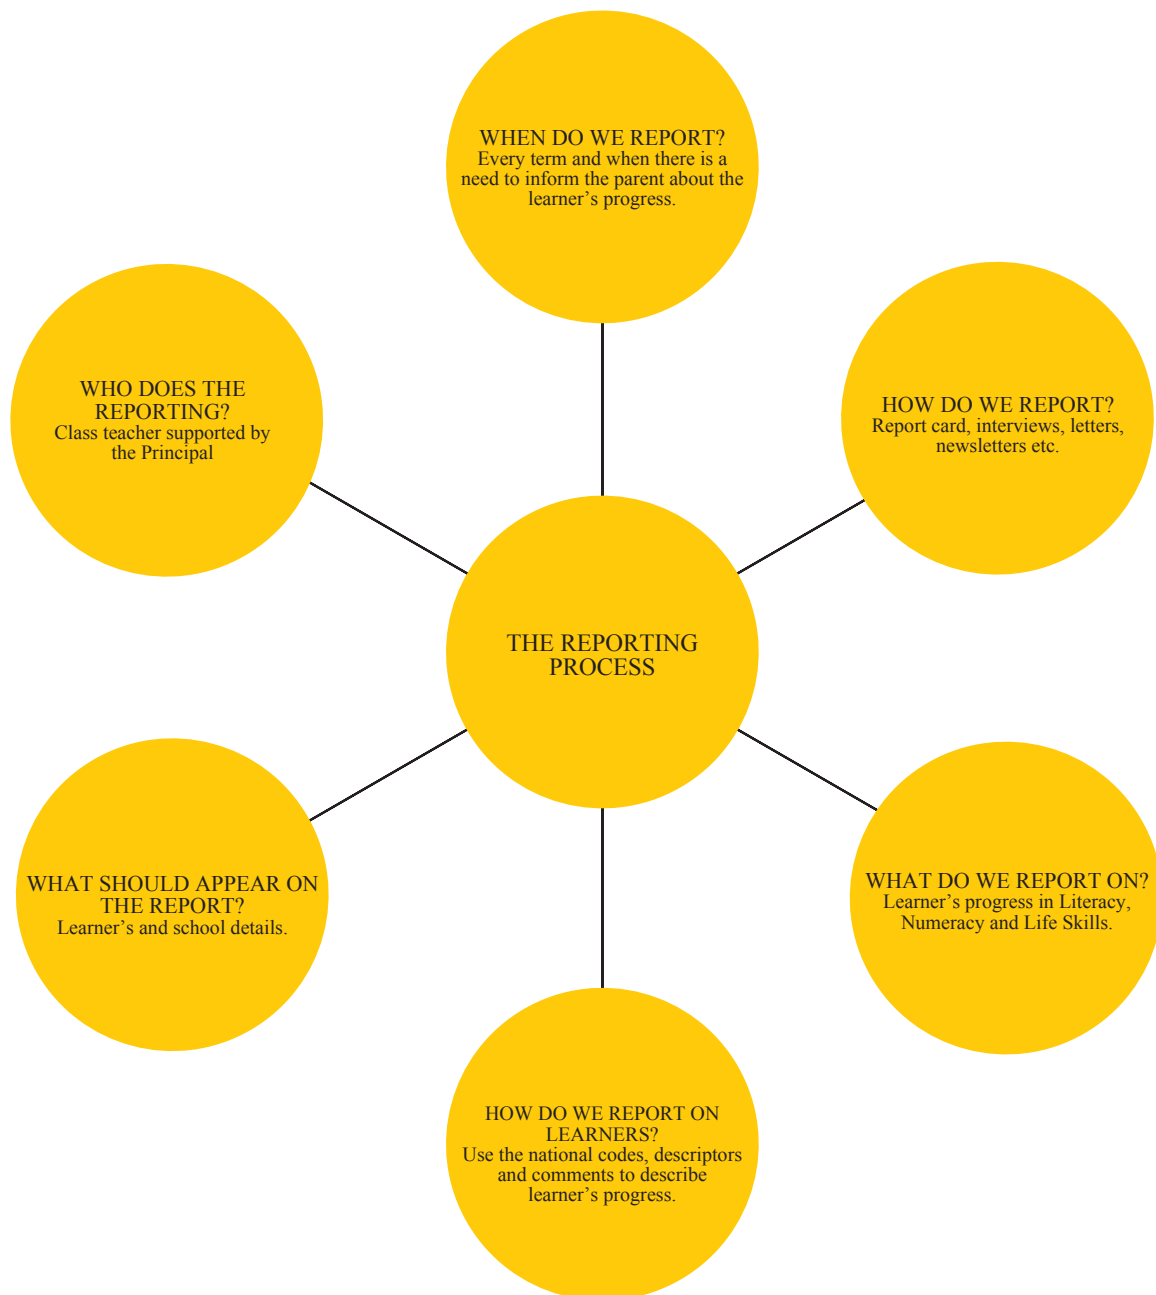 WHEN DO WE REPORT?
Every term and when there is a
need to inform the parent about the
learner’s progress.
WHO DOES THE
REPORTING?
Class teacher supported by
the Principal
HOW DO WE REPORT?
Report card, interviews, letters,
newsletters etc.
THE REPORTING
PROCESS
WHAT SHOULD APPEAR ON
THE REPORT?
Learner’s and school details.
WHAT DO WE REPORT ON?
Learner’s progress in Literacy,
Numeracy and Life Skills.
HOW DO WE REPORT ON
LEARNERS?
Use the national codes, descriptors
and comments to describe
learner’s progress.